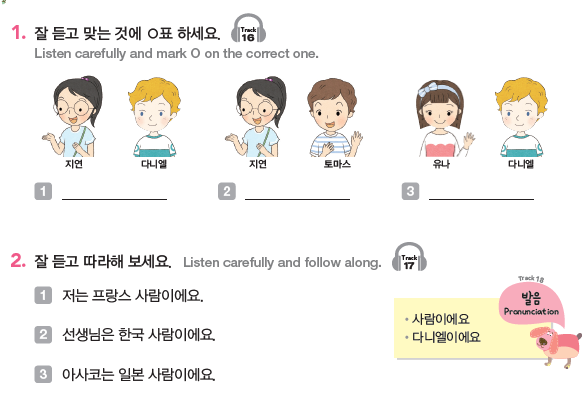 1. 잘 듣고 맞는 것에 O표 하세요. Track 16
Listen carefully and mark O on the correct one.
지연 다니엘 지연 토마스 유나 다니엘
1 2 3
2. 잘 듣고 따라해 보세요. Listen carefully and follow along. Track 17
1 저는 프랑스 사람이에요.
2 선생님은 한국 사람이에요.
3 아사코는 일본 사람이에요.
Track 18
발음
Pronunciation
• 사람이에요
• 다니엘이에요